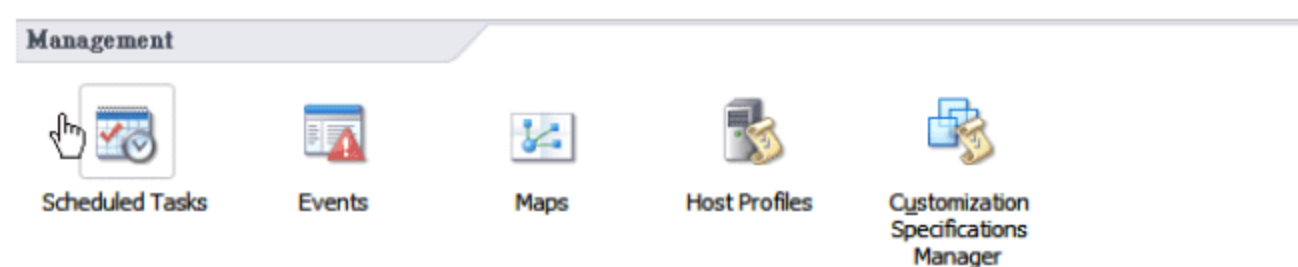 Management
Scheduled Tasks
Events
Maps
Host Profiles
Customization
Specifications
Manager